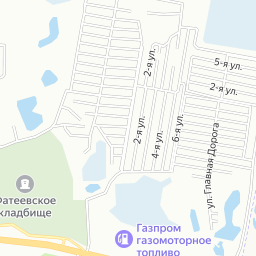 2-я ул.
5-я ул.
2-я ул.
2-я ул.
4-я ул.
6-я ул.
ул. Главная Дорога
Фатеевское
кладбище
Газпром
газомоторное
топливо